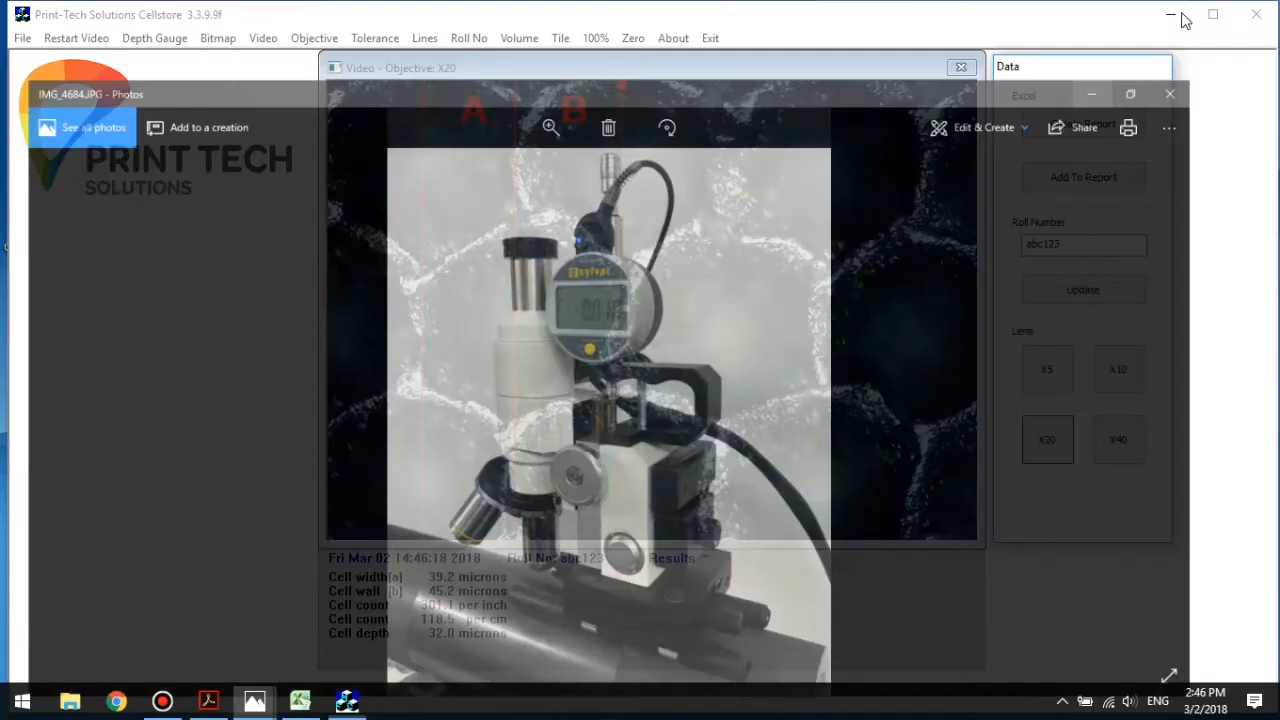 Print-Tech Solutions Cellstore 3.3.9.9f
File Restart Video Depth Gauge Bitmap Video Objective Tolerance Lines Roll No Volume Tile 100% Zero About Exit
Video - Objective: X20
Data
IMG_4684.JPG - Photos
Excel
A B
See all photos Add to a creation
Edit & Create Share
Report
PRINT TECH
SOLUTIONS
Add To Report
Roll Number
abc123
sylvac
Update
Lens
X5 X10
X20 X40
Fri Mar 02 14:46:18 2018 Roll No: abc123 Results
Cell width(a) 39.2 microns
Cell wall (b) 45.2 microns
Cell count 301.1 per inch
Cell count 118.5 per cm
Cell depth 32.0 microns
ENG
2:46 PM
3/2/2018